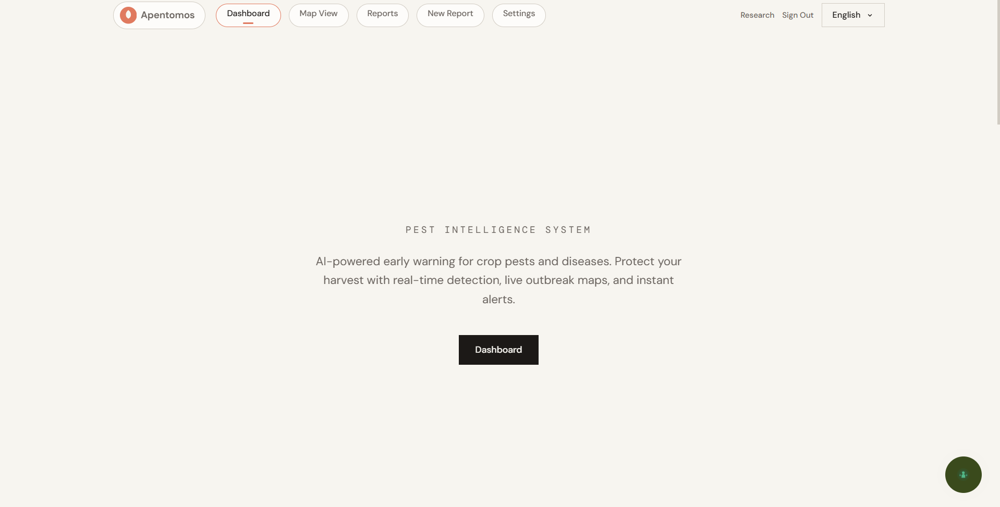 Apentomos
Dashboard
Map View
Reports
New Report
Settings
Research
Sign Out
English
PEST INTELLIGENCE SYSTEM
AI-powered early warning for crop pests and diseases. Protect your
harvest with real-time detection, live outbreak maps, and instant
alerts.
Dashboard